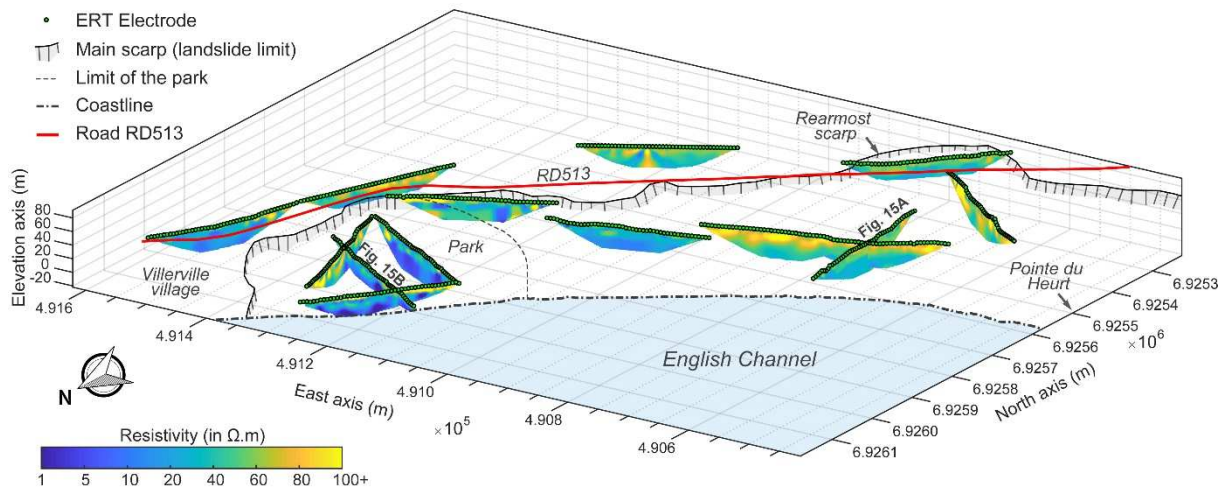 ERT Electrode
Main scarp (landslide limit)
Limit of the park
Coastline
Road RD513
Rearmost
scarp
RD513
Fig. 15A
Park
Fig. 15B
Villerville
village
Pointe du
Heurt
English Channel
Elevation axis (m)
80
60
40
20
0
-20
4.916
4.914
4.912
4.910
4.908
4.906
East axis (m)
×10⁵
6.9253
6.9254
6.9255
6.9256
6.9257
6.9258
6.9259
6.9260
6.9261
×10⁶
North axis (m)
N
Resistivity (in Ω.m)
1 5 10 20 40 60 80 100+